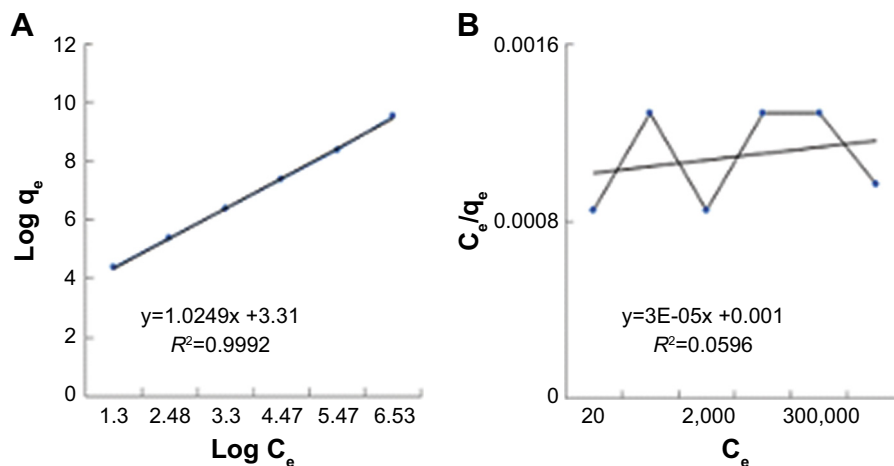 A
12
10
8
6
4
2
0
Log qₑ
y=1.0249x +3.31
R²=0.9992
1.3 2.48 3.3 4.47 5.47 6.53
Log Cₑ
B
0.0016
0.0008
0
Cₑ/qₑ
y=3E-05x +0.001
R²=0.0596
20 2,000 300,000
Cₑ